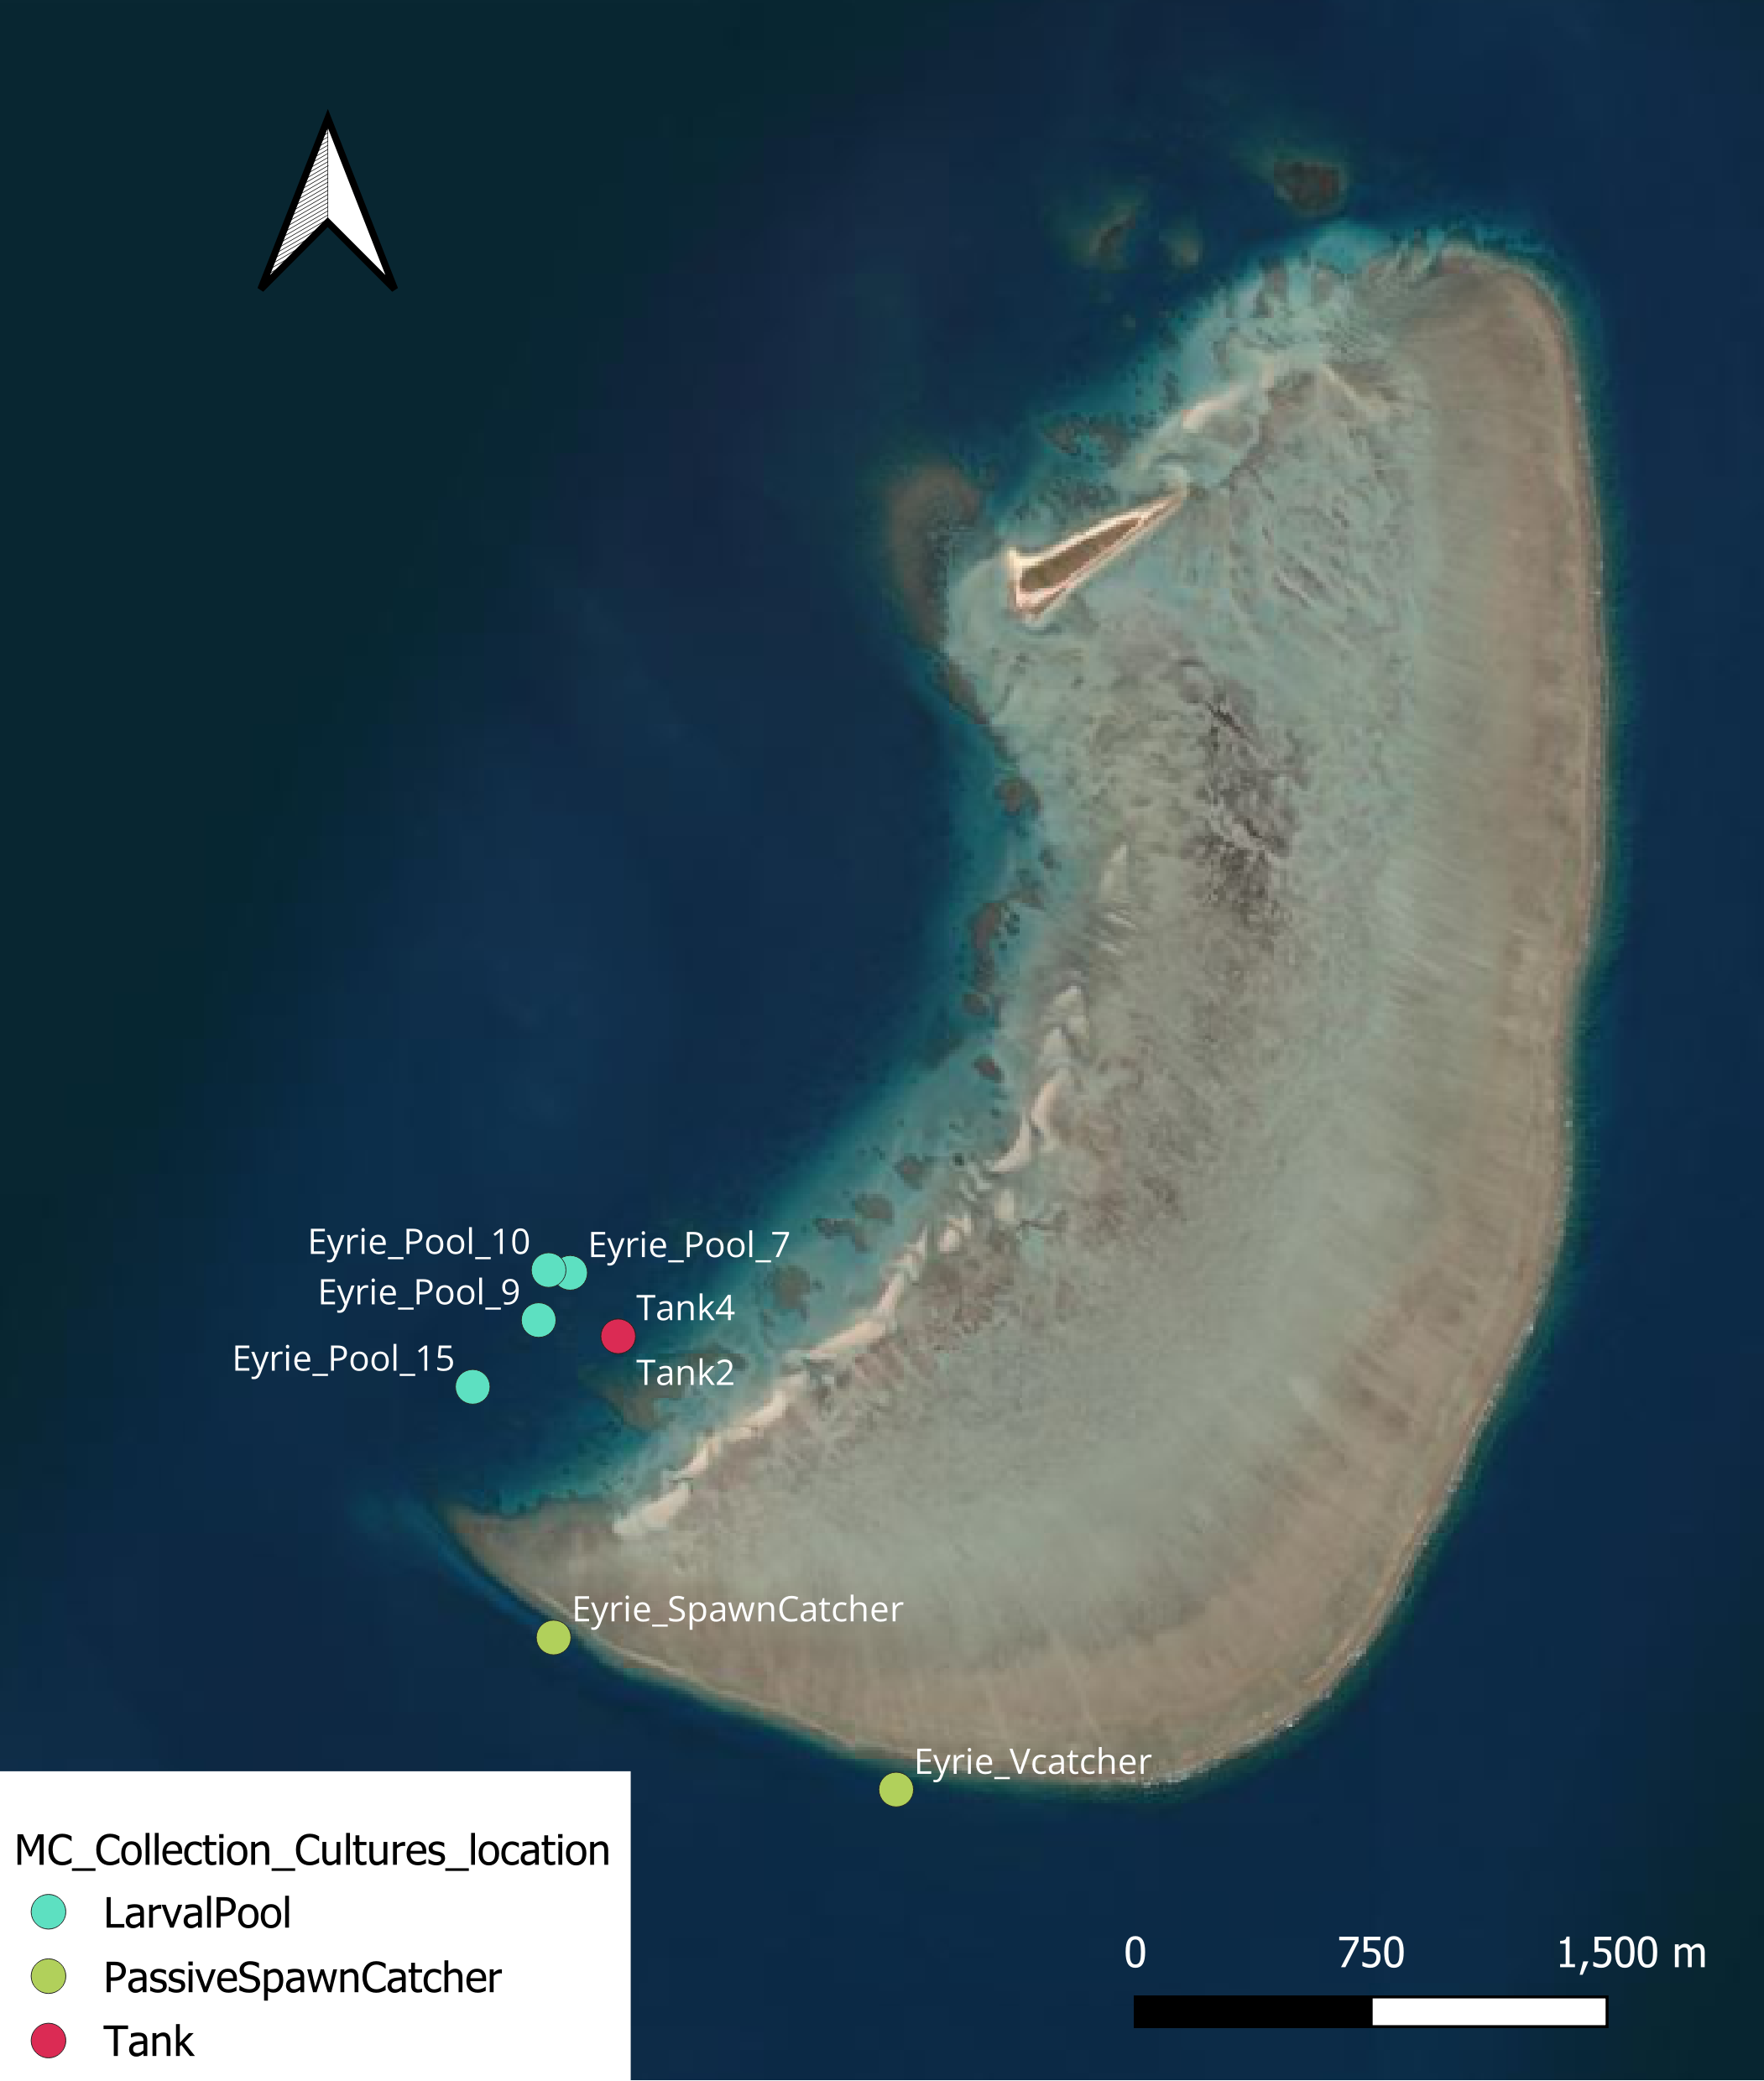 Eyrie_Pool_10
Eyrie_Pool_7
Eyrie_Pool_9
Tank4
Eyrie_Pool_15
Tank2
Eyrie_SpawnCatcher
Eyrie_Vcatcher
MC_Collection_Cultures_location
LarvalPool
PassiveSpawnCatcher
Tank
0 750 1,500 m